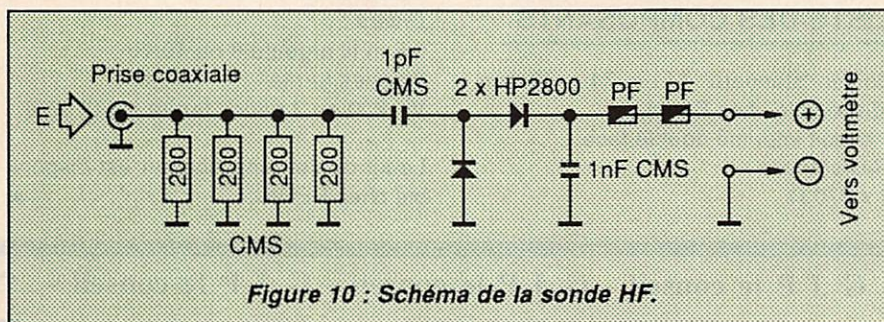 1pF
Prise coaxiale
CMS
2 x HP2800
PF
PF
E
+
200
200
200
200
1nF CMS
−
Vers voltmètre
CMS
Figure 10 : Schéma de la sonde HF.